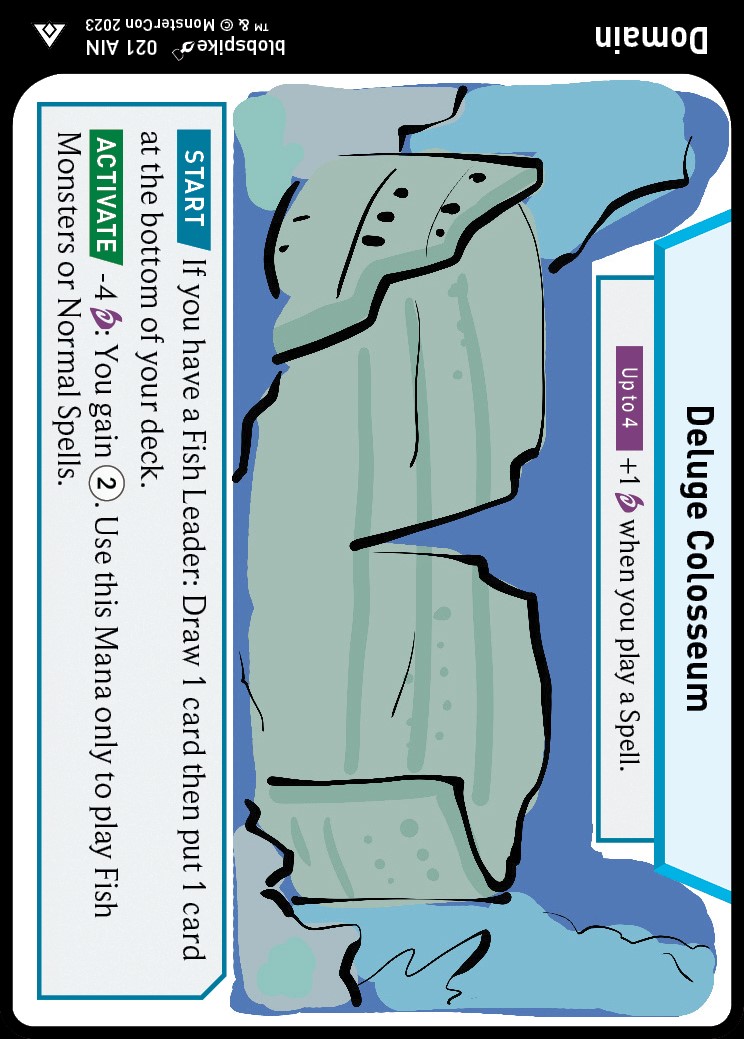 Deluge Colosseum
Up to 4 +1 when you play a Spell.
START If you have a Fish Leader: Draw 1 card then put 1 card
at the bottom of your deck.
ACTIVATE -4 : You gain 2. Use this Mana only to play Fish
Monsters or Normal Spells.
Domain
blobspike 021 AIN
™ & © MonsterCon 2023